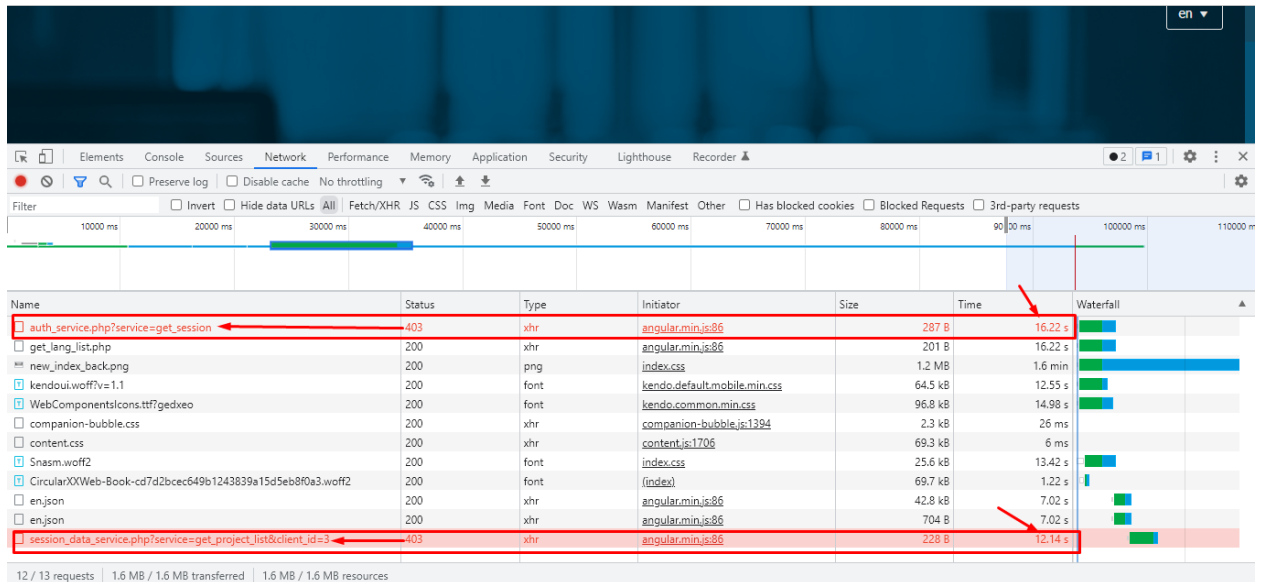 en ▼
Elements Console Sources Network Performance Memory Application Security Lighthouse Recorder 2 1
Preserve log Disable cache No throttling ▼
Filter Invert Hide data URLs All Fetch/XHR JS CSS Img Media Font Doc WS Wasm Manifest Other Has blocked cookies Blocked Requests 3rd-party requests
10000 ms 20000 ms 30000 ms 40000 ms 50000 ms 60000 ms 70000 ms 80000 ms 90000 ms 100000 ms 110000 m
Name Status Type Initiator Size Time Waterfall ▲
auth_service.php?service=get_session 403 xhr angular.min.js:86 287 B 16.22 s
get_lang_list.php 200 xhr angular.min.js:86 201 B 16.22 s
new_index_back.png 200 png index.css 1.2 MB 1.6 min
kendoui.woff?v=1.1 200 font kendo.default.mobile.min.css 64.5 kB 12.55 s
WebComponentsIcons.ttf?gedxeo 200 font kendo.common.min.css 96.8 kB 14.98 s
companion-bubble.css 200 xhr companion-bubble.js:1394 2.3 kB 26 ms
content.css 200 xhr content.js:1706 69.3 kB 6 ms
Snasm.woff2 200 font index.css 25.6 kB 13.42 s
CircularXXWeb-Book-cd7d2bcec649b1243839a15d5eb8f0a3.woff2 200 font (index) 69.7 kB 1.22 s
en.json 200 xhr angular.min.js:86 42.8 kB 7.02 s
en.json 200 xhr angular.min.js:86 704 B 7.02 s
session_data_service.php?service=get_project_list&client_id=3 403 xhr angular.min.js:86 228 B 12.14 s
12 / 13 requests 1.6 MB / 1.6 MB transferred 1.6 MB / 1.6 MB resources